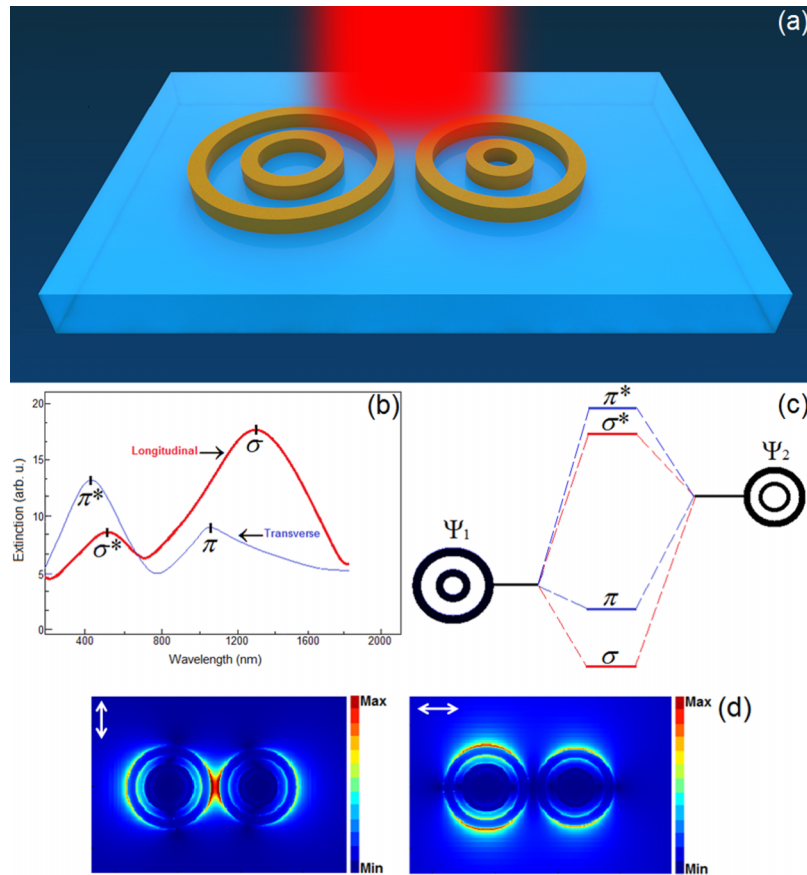 (a)
(b)
Extinction (arb. u.)
20
15
10
5
0
Longitudinal
σ
π*
σ*
π
Transverse
400
800
1200
1600
2000
Wavelength (nm)
(c)
π*
σ*
Ψ2
Ψ1
π
σ
(d)
Max
Min
Max
Min